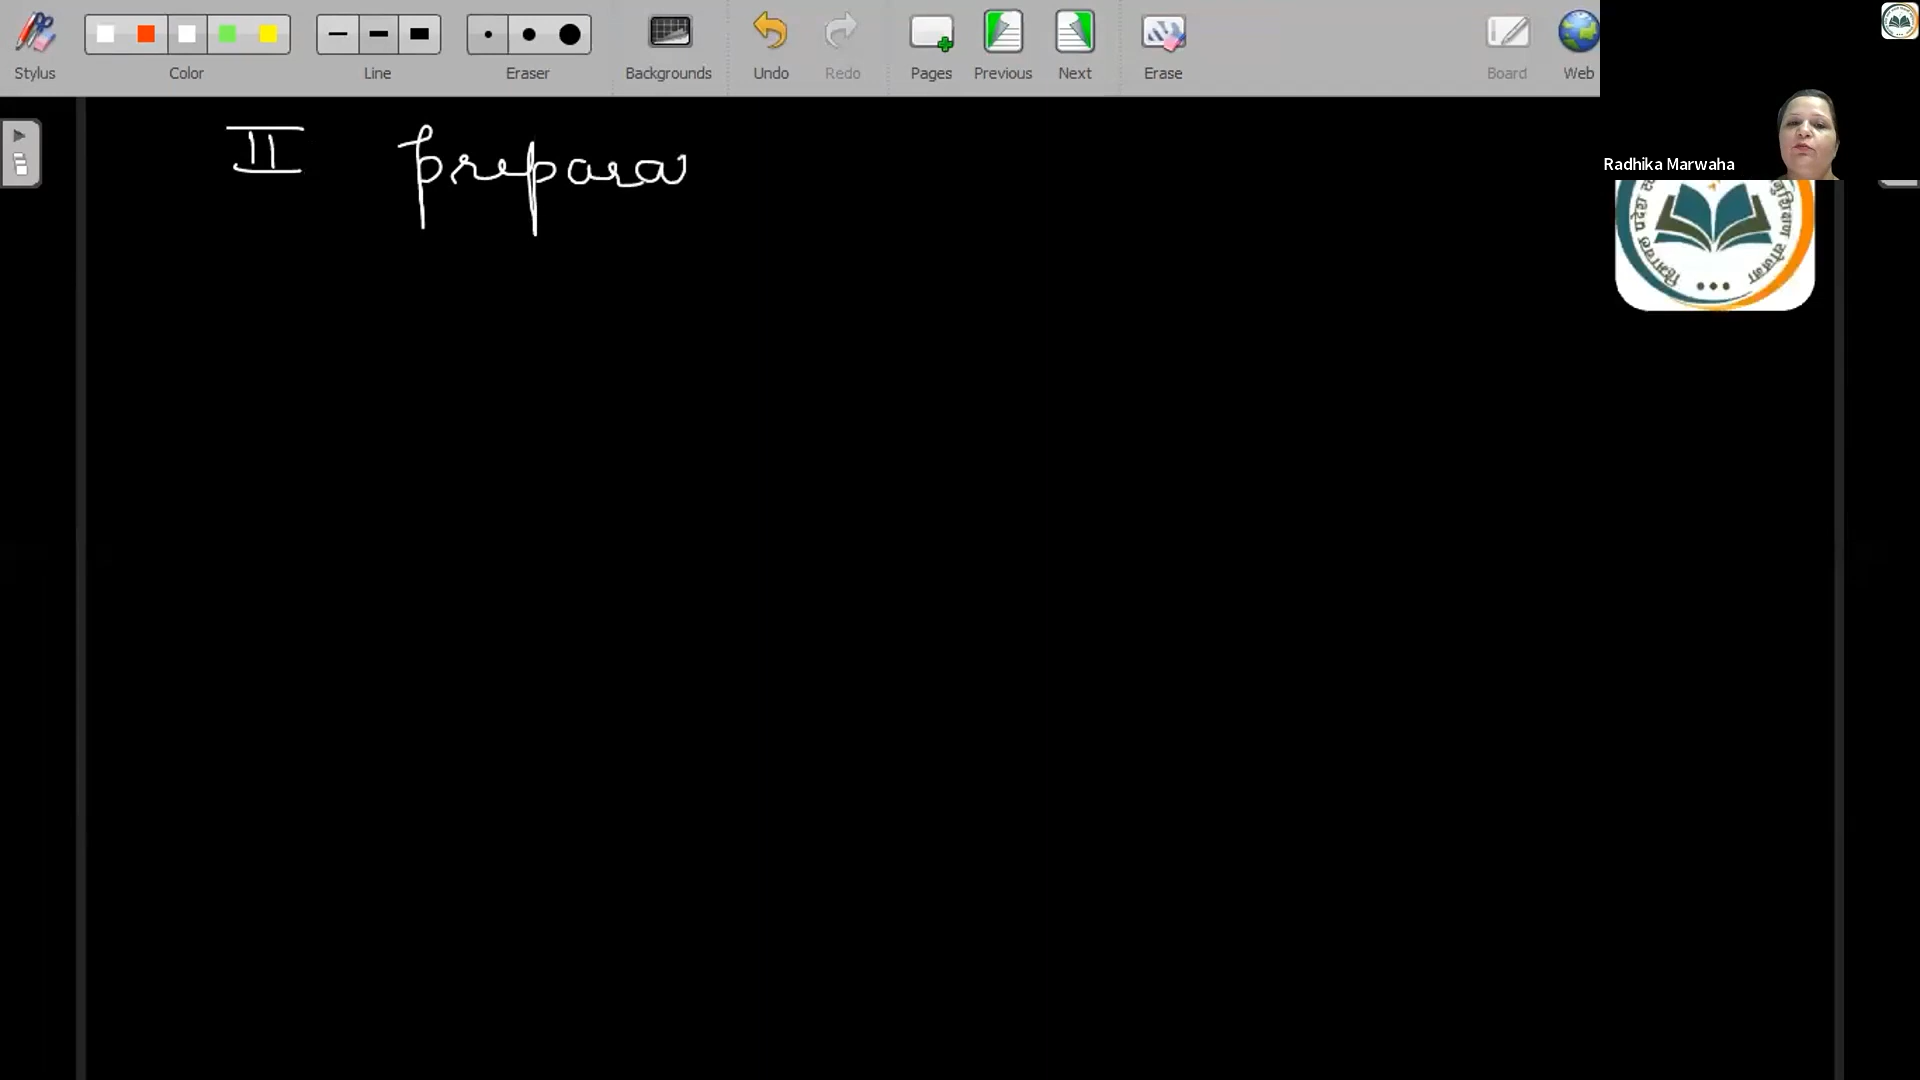 Stylus Color Line Eraser Backgrounds Undo Redo Pages Previous Next Erase Board Web
II prepara
Radhika Marwaha